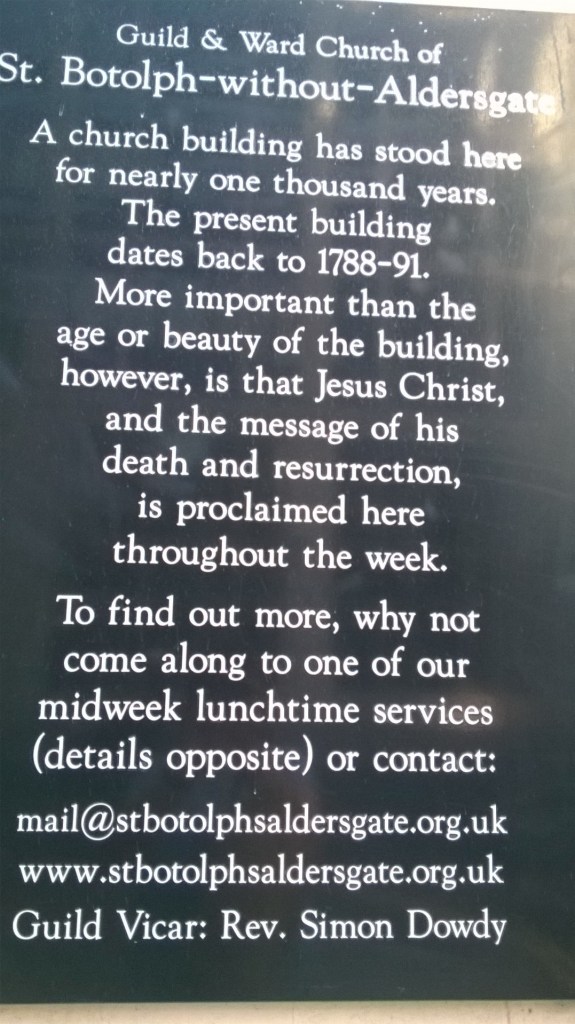 Guild & Ward Church of
St. Botolph-without-Aldersgate
A church building has stood here
for nearly one thousand years.
The present building
dates back to 1788-91.
More important than the
age or beauty of the building,
however, is that Jesus Christ,
and the message of his
death and resurrection,
is proclaimed here
throughout the week.
To find out more, why not
come along to one of our
midweek lunchtime services
(details opposite) or contact:
mail@stbotolphsaldersgate.org.uk
www.stbotolphsaldersgate.org.uk
Guild Vicar: Rev. Simon Dowdy